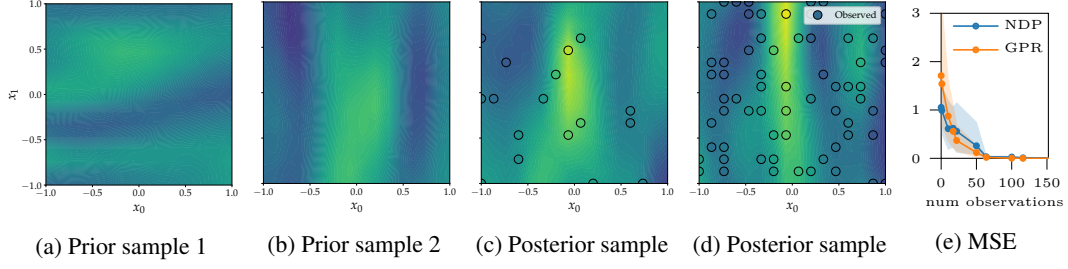 1.0
0.5
0.0
−0.5
−1.0
x₁
−1.0 −0.5 0.0 0.5 1.0
x₀
−1.0 −0.5 0.0 0.5 1.0
x₀
−1.0 −0.5 0.0 0.5 1.0
x₀
Observed
−1.0 −0.5 0.0 0.5 1.0
x₀
3
2
1
0
NDP
GPR
0 50 100 150
num observations
(a) Prior sample 1
(b) Prior sample 2
(c) Posterior sample
(d) Posterior sample
(e) MSE